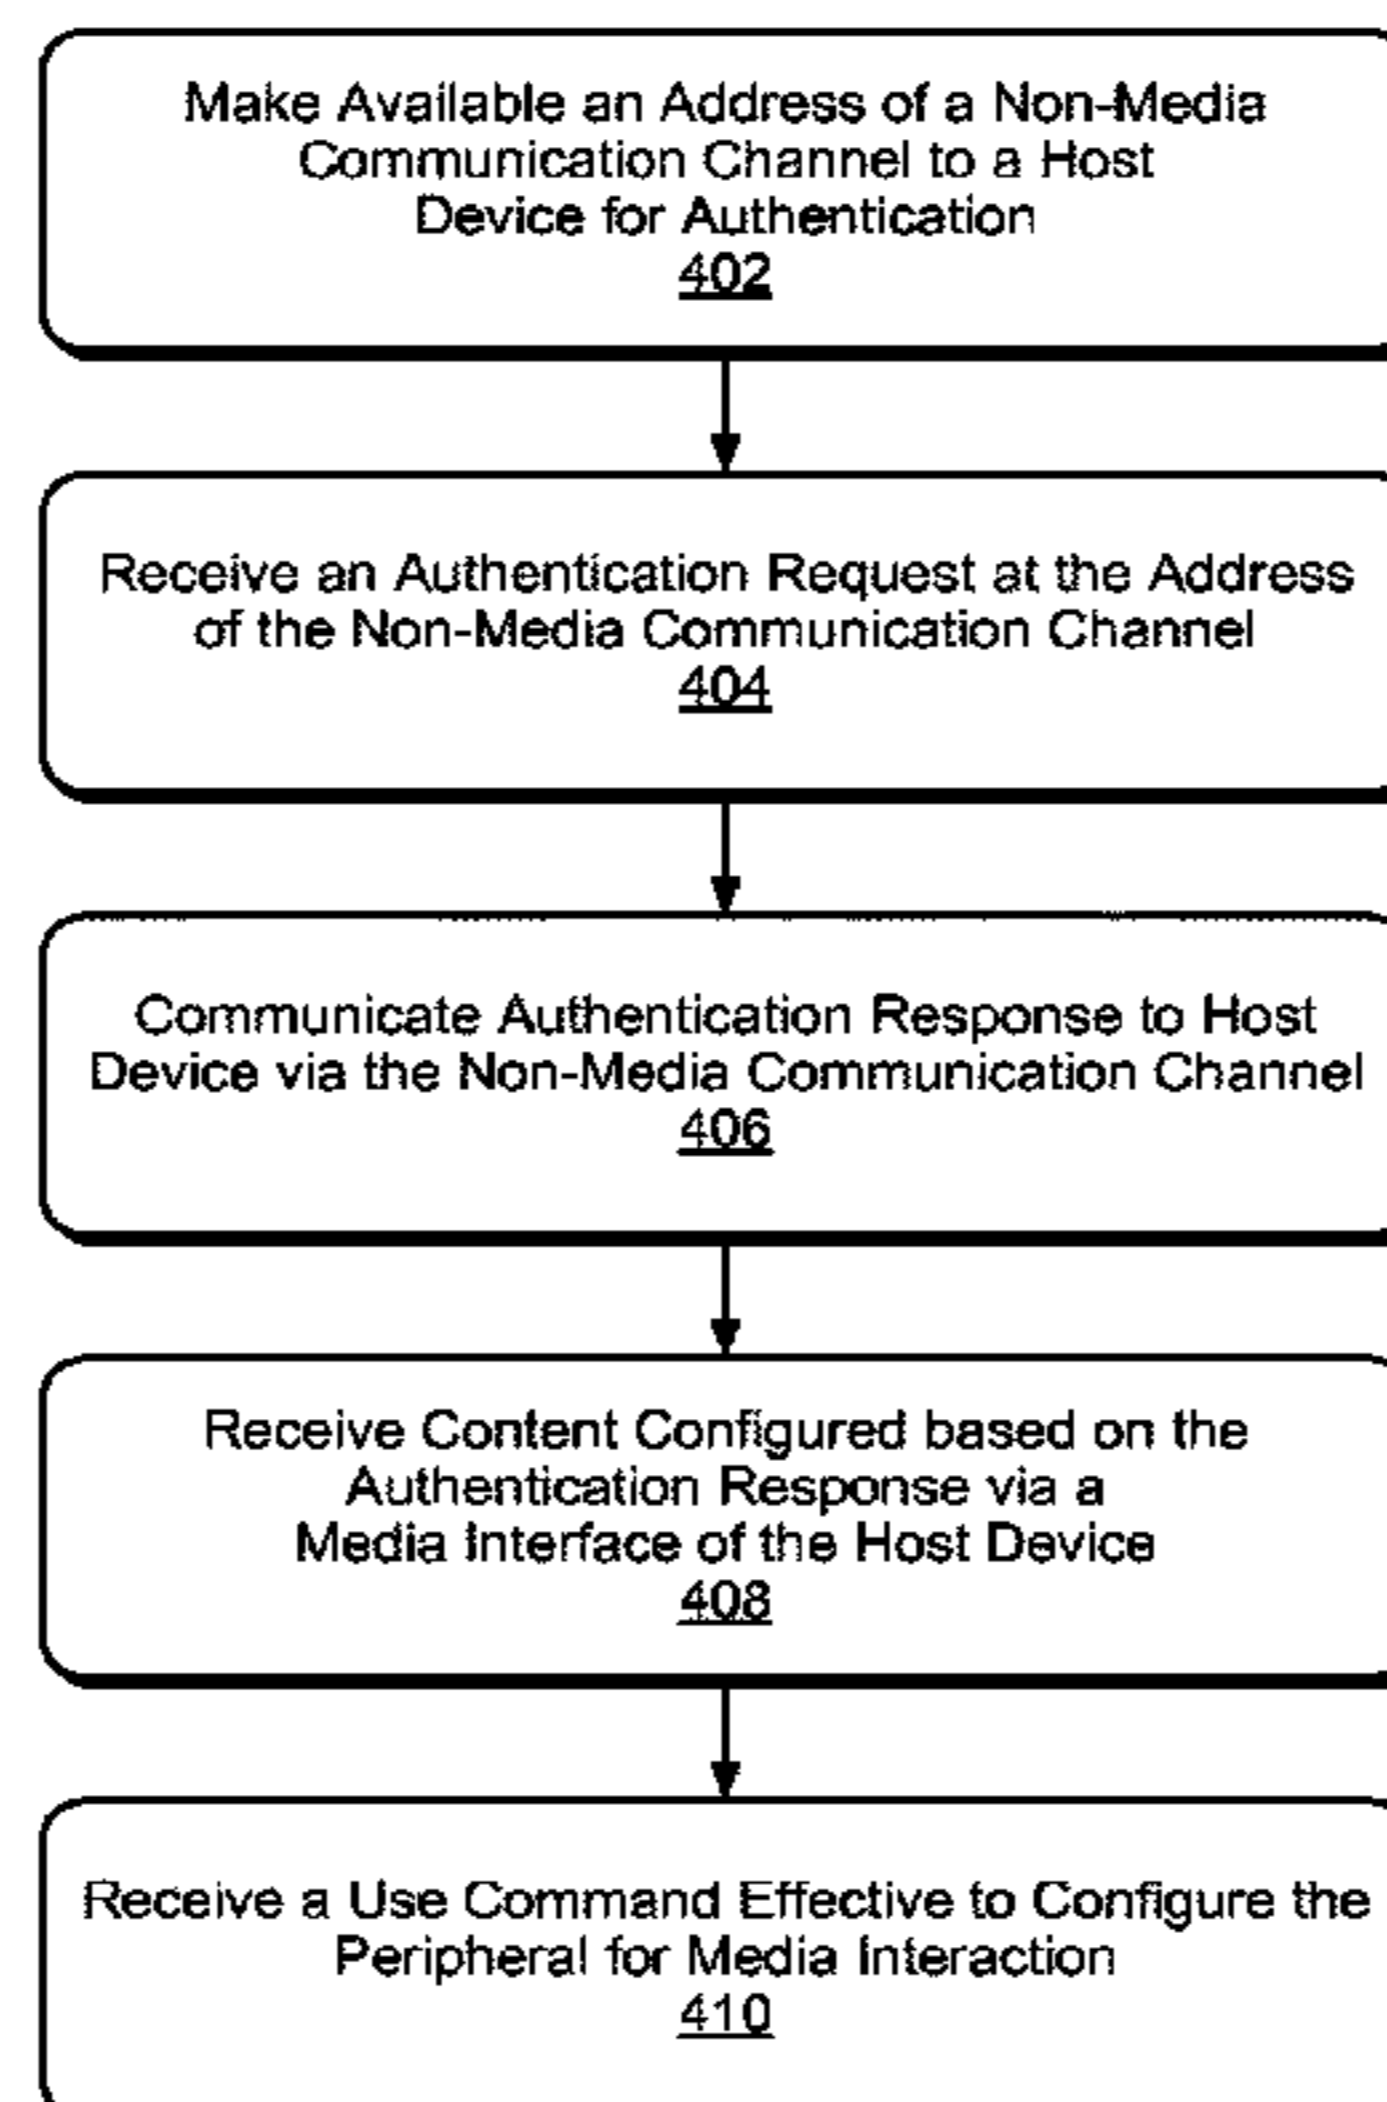 Make Available an Address of a Non-Media
Communication Channel to a Host
Device for Authentication
402
Receive an Authentication Request at the Address
of the Non-Media Communication Channel
404
Communicate Authentication Response to Host
Device via the Non-Media Communication Channel
406
Receive Content Configured based on the
Authentication Response via a
Media Interface of the Host Device
408
Receive a Use Command Effective to Configure the
Peripheral for Media Interaction
410